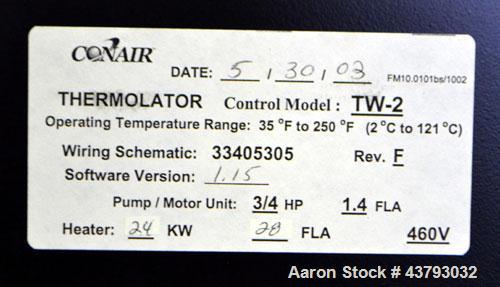 CONAIR
DATE: 5 / 30 / 03 FM10.0101bs/1002
THERMOLATOR Control Model : TW-2
Operating Temperature Range: 35 °F to 250 °F (2°C to 121°C)
Wiring Schematic: 33405305 Rev. F
Software Version: 1.15
Pump / Motor Unit: 3/4 HP 1.4 FLA
Heater: 24 KW 28 FLA 460V
Aaron Stock # 43793032